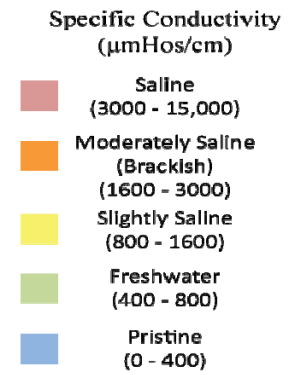 Specific Conductivity
(µmHos/cm)
Saline
(3000 - 15,000)
Moderately Saline
(Brackish)
(1600 - 3000)
Slightly Saline
(800 - 1600)
Freshwater
(400 - 800)
Pristine
(0 - 400)